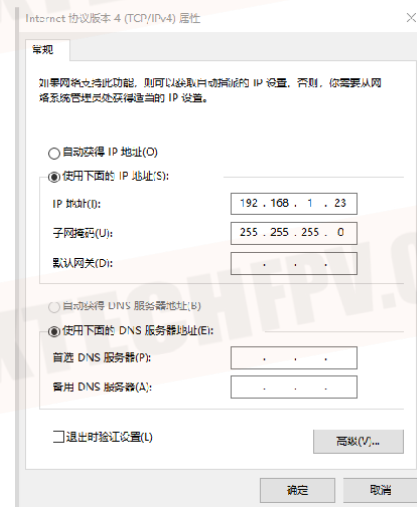 Internet 协议版本 4 (TCP/IPv4) 属性
常规
如果网络支持此功能，则可以获取自动指派的 IP 设置。否则，你需要从网
络系统管理员处获得适当的 IP 设置。
自动获得 IP 地址(O)
使用下面的 IP 地址(S):
IP 地址(I):
192 . 168 . 1 . 23
子网掩码(U):
255 . 255 . 255 . 0
默认网关(D):
. . .
自动获得 DNS 服务器地址(B)
使用下面的 DNS 服务器地址(E):
首选 DNS 服务器(P):
. . .
备用 DNS 服务器(A):
. . .
退出时验证设置(L)
高级(V)...
确定
取消